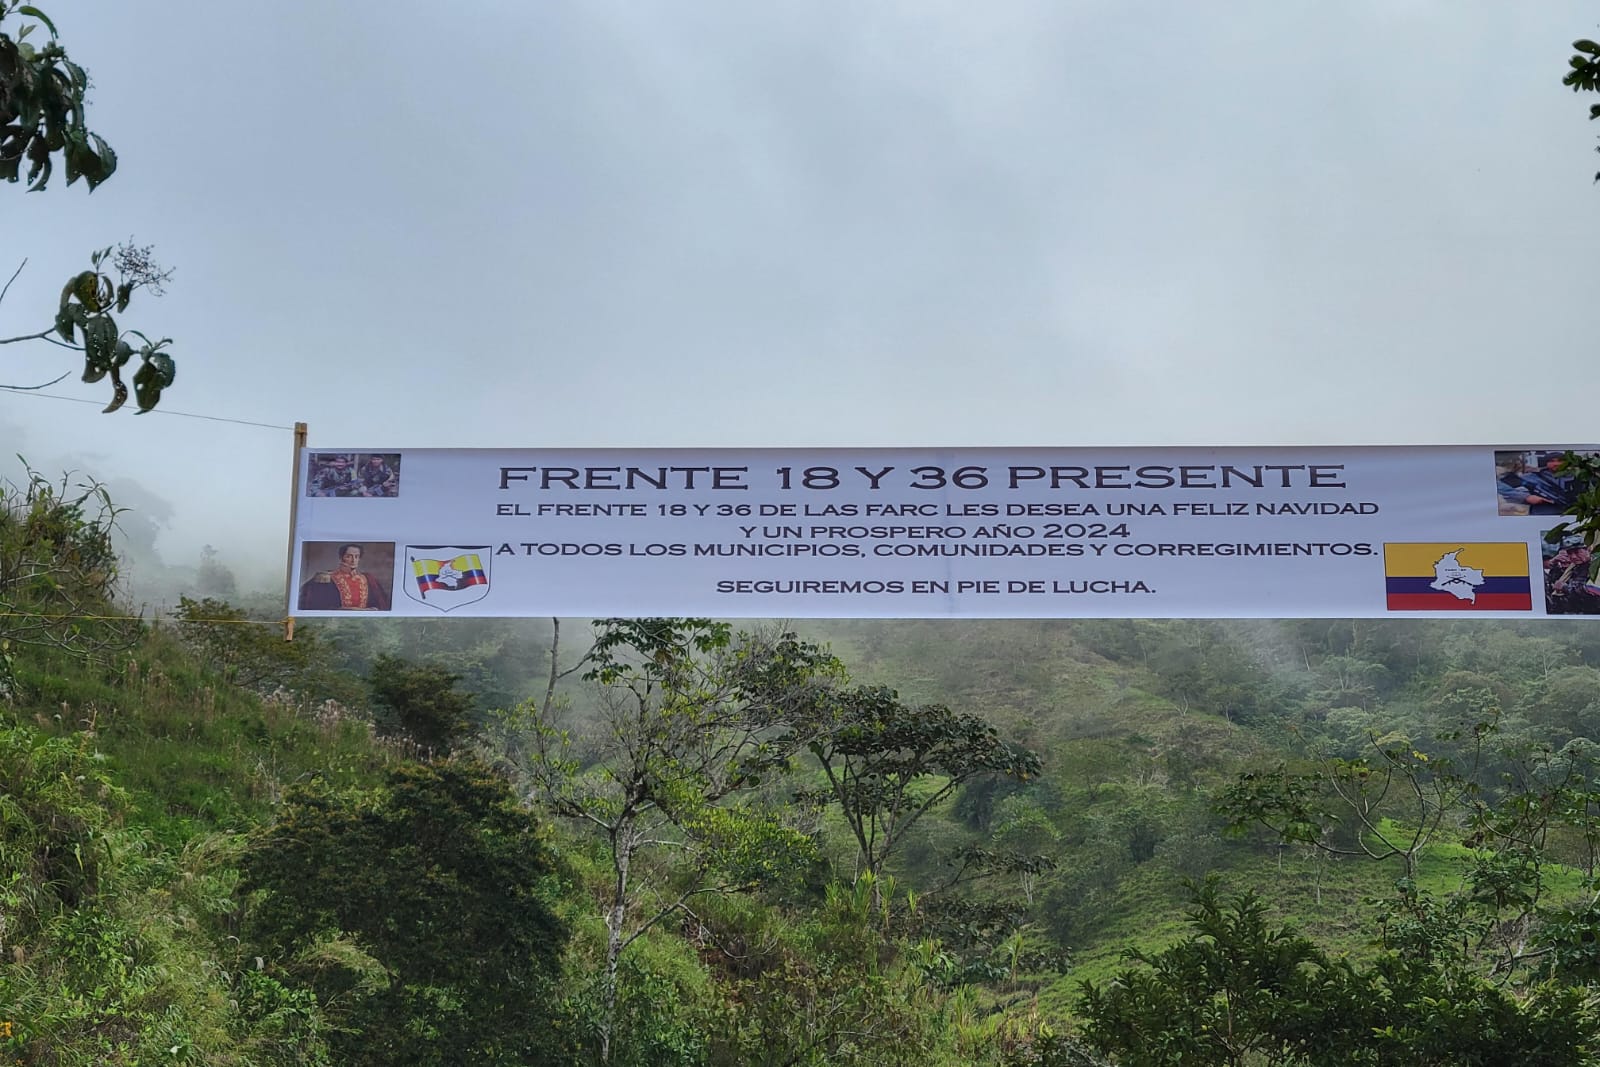 FRENTE 18 Y 36 PRESENTE
EL FRENTE 18 Y 36 DE LAS FARC LES DESEA UNA FELIZ NAVIDAD
Y UN PROSPERO AÑO 2024
A TODOS LOS MUNICIPIOS, COMUNIDADES Y CORREGIMIENTOS.
SEGUIREMOS EN PIE DE LUCHA.